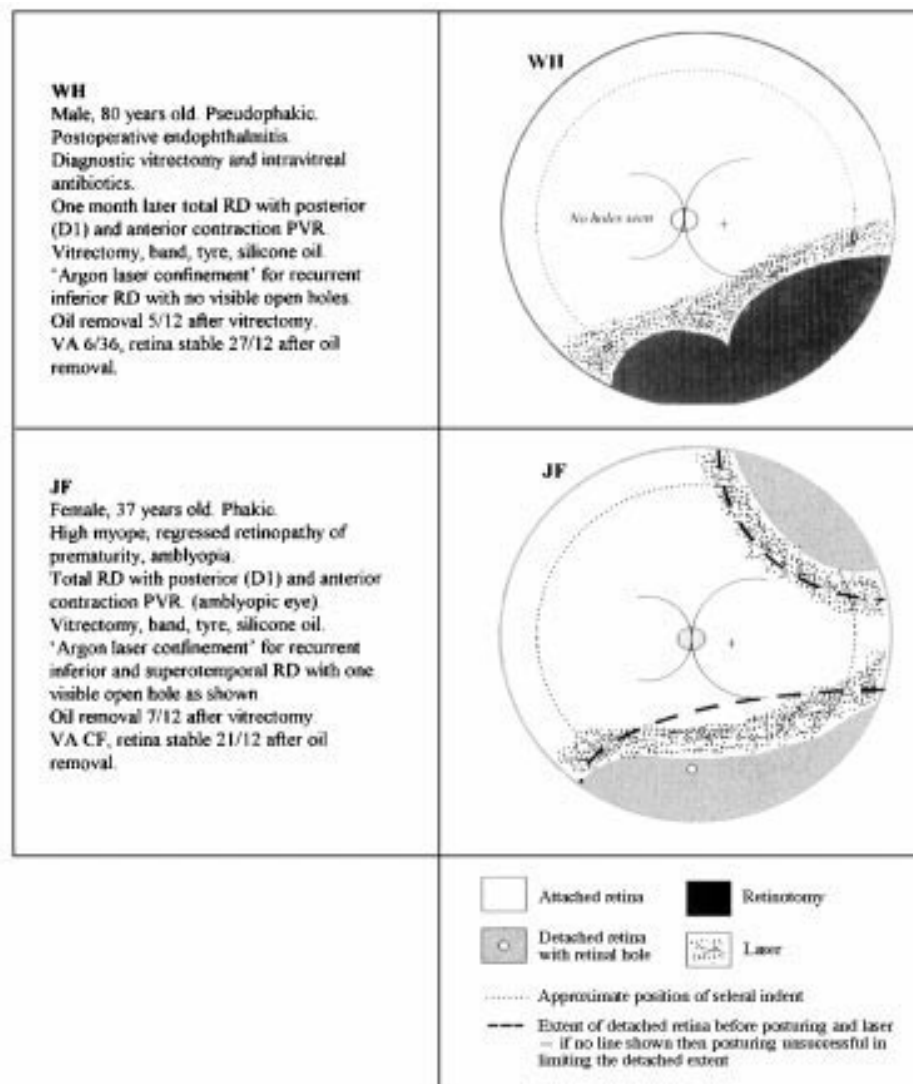 WH
Male, 80 years old. Pseudophakic.
Postoperative endophthalmitis.
Diagnostic vitrectomy and intravitreal
antibiotics.
One month later total RD with posterior
(D1) and anterior contraction PVR.
Vitrectomy, band, tyre, silicone oil.
'Argon laser confinement' for recurrent
inferior RD with no visible open holes.
Oil removal 5/12 after vitrectomy.
VA 6/36, retina stable 27/12 after oil
removal.
WH
No holes seen
JF
Female, 37 years old. Phakic.
High myope, regressed retinopathy of
prematurity, amblyopia.
Total RD with posterior (D1) and anterior
contraction PVR. (amblyopic eye)
Vitrectomy, band, tyre, silicone oil.
'Argon laser confinement' for recurrent
inferior and superotemporal RD with one
visible open hole as shown
Oil removal 7/12 after vitrectomy
VA CF, retina stable 21/12 after oil
removal.
JF
Attached retina
Retinotomy
Detached retina
with retinal hole
Laser
Approximate position of scleral indent
Extent of detached retina before posturing and laser
— if no line shown then posturing unsuccessful in
limiting the detached extent